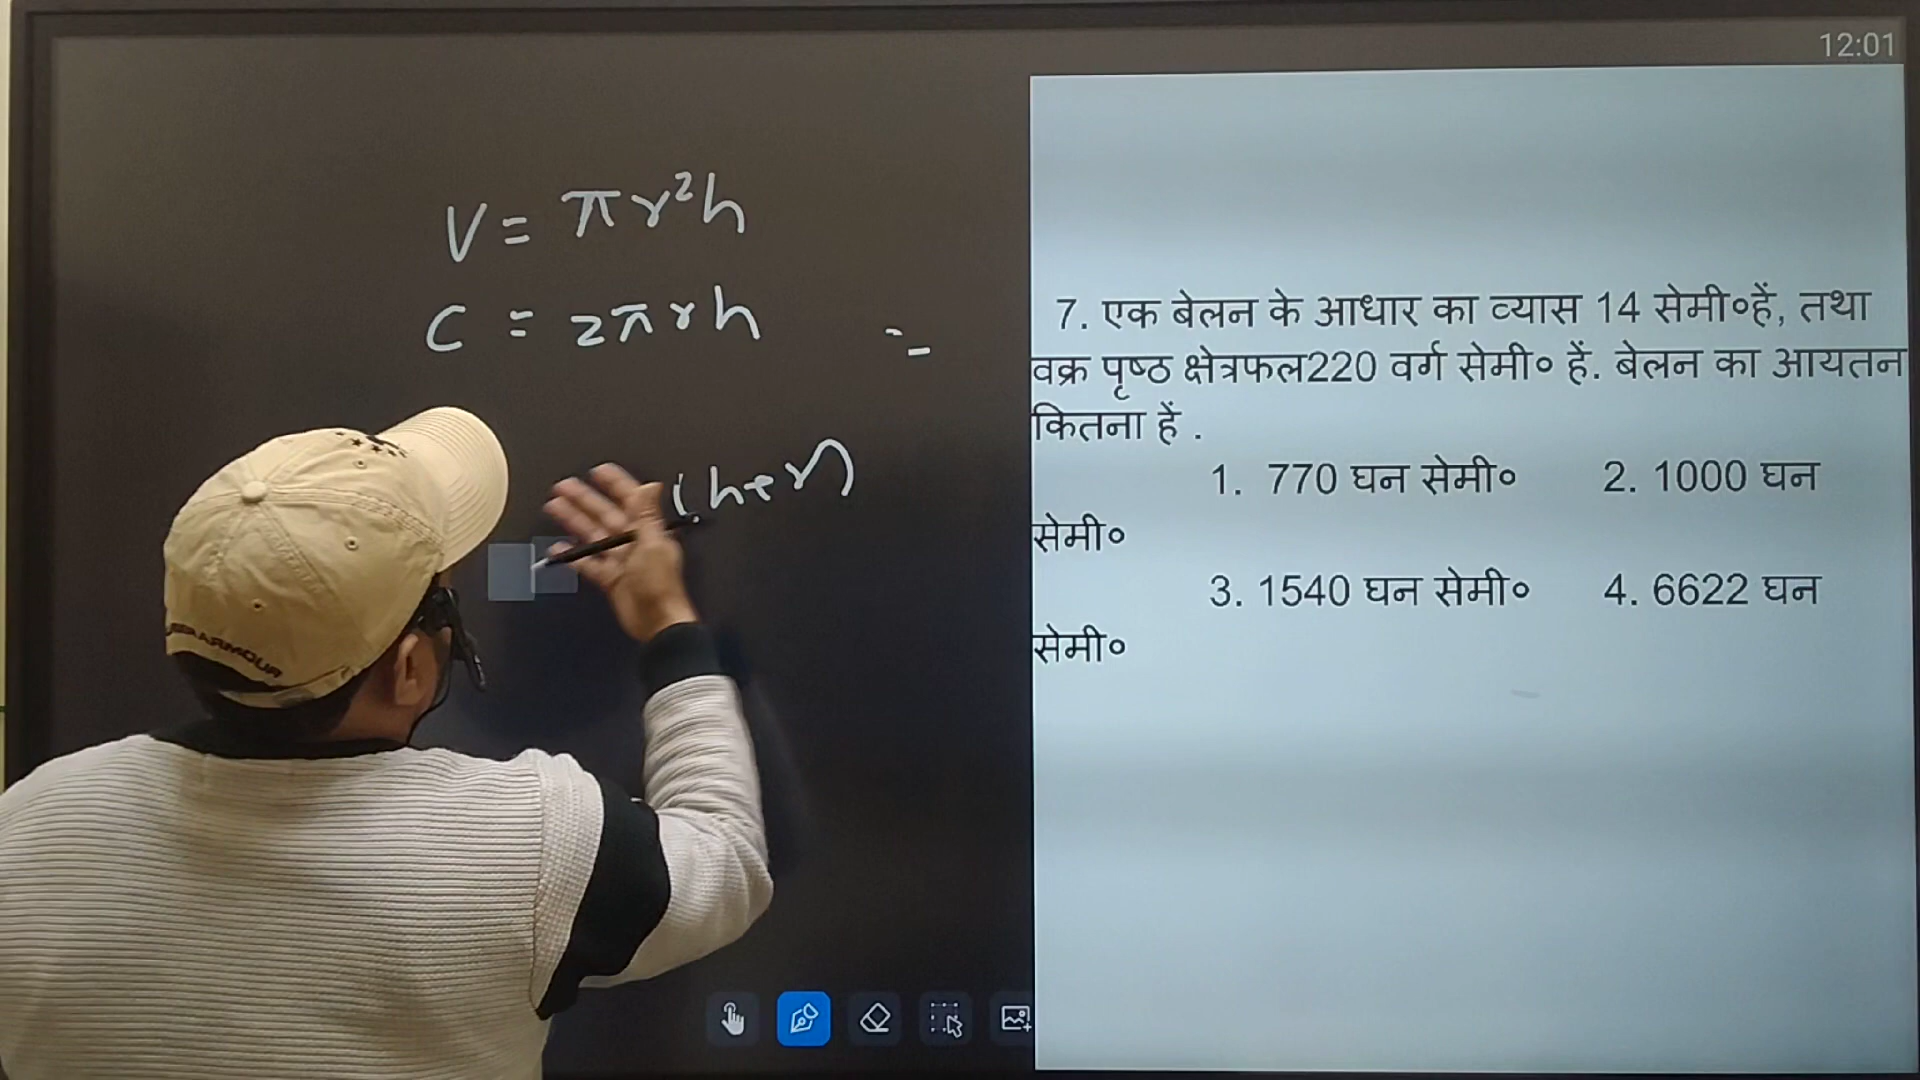 12:01
V = πr²h
C = 2πrh =
(h+r)
7. एक बेलन के आधार का व्यास 14 सेमी०हैं, तथा
वक्र पृष्ठ क्षेत्रफल220 वर्ग सेमी० हैं. बेलन का आयतन
कितना हैं .
1. 770 घन सेमी० 2. 1000 घन
सेमी०
3. 1540 घन सेमी० 4. 6622 घन
सेमी०